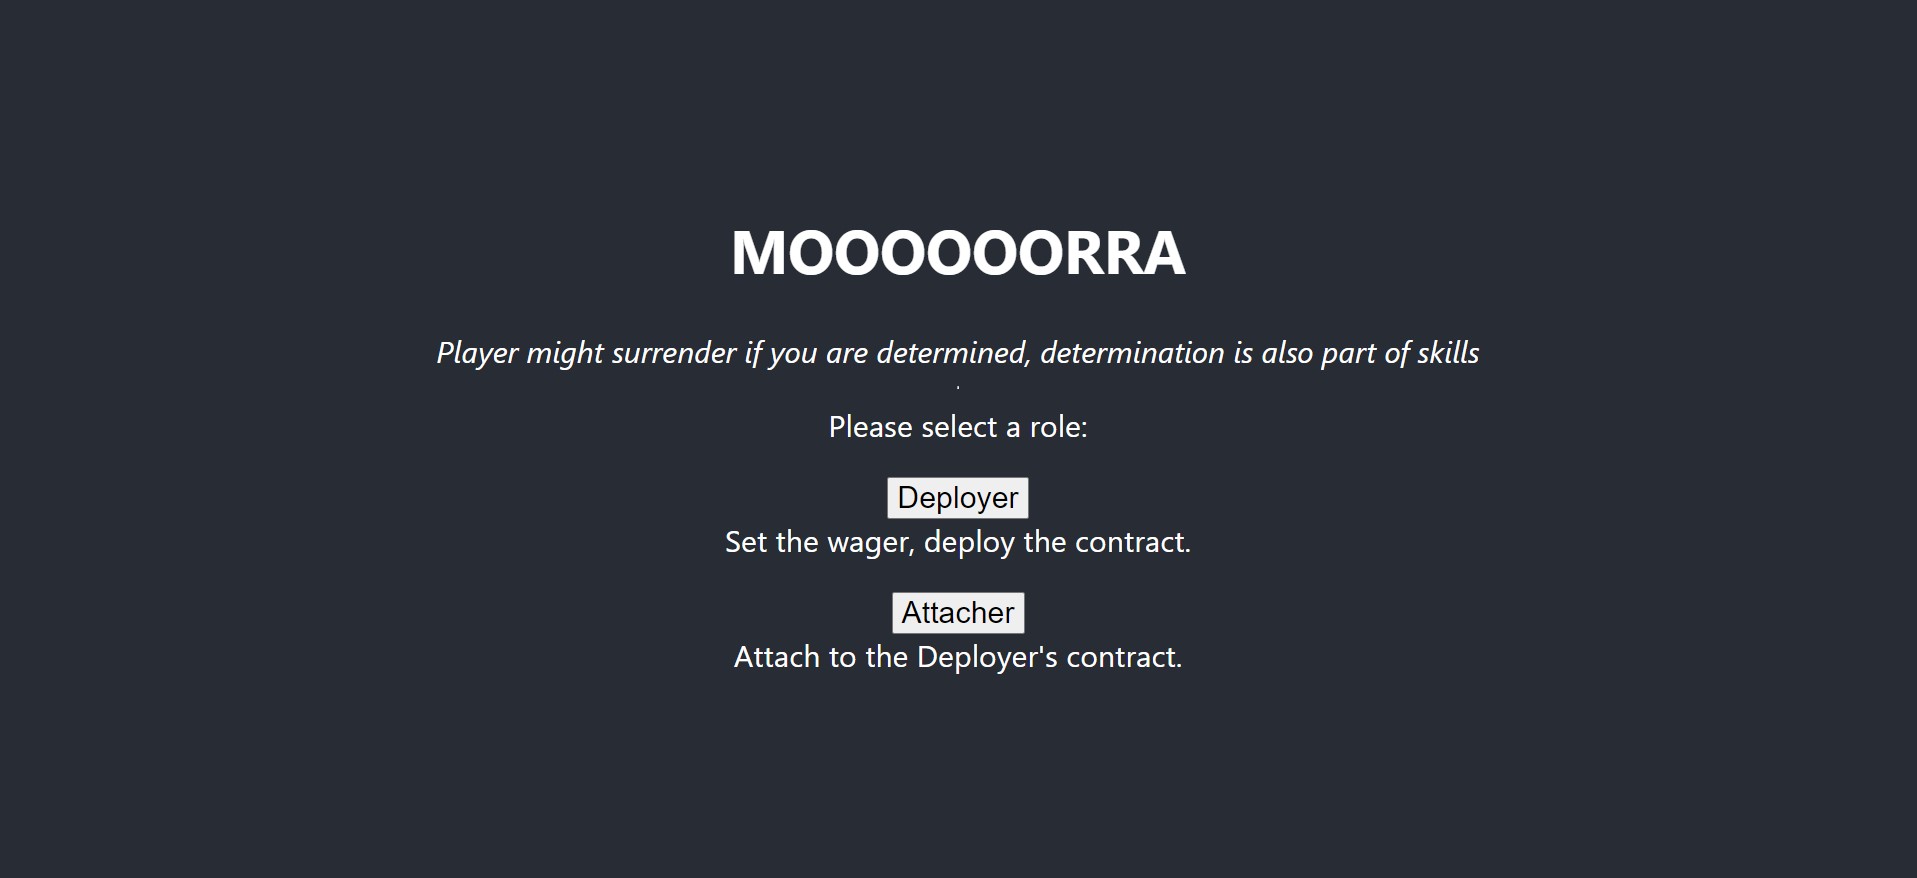 MOOOOOORRA
Player might surrender if you are determined, determination is also part of skills
Please select a role:
Deployer
Set the wager, deploy the contract.
Attacher
Attach to the Deployer's contract.